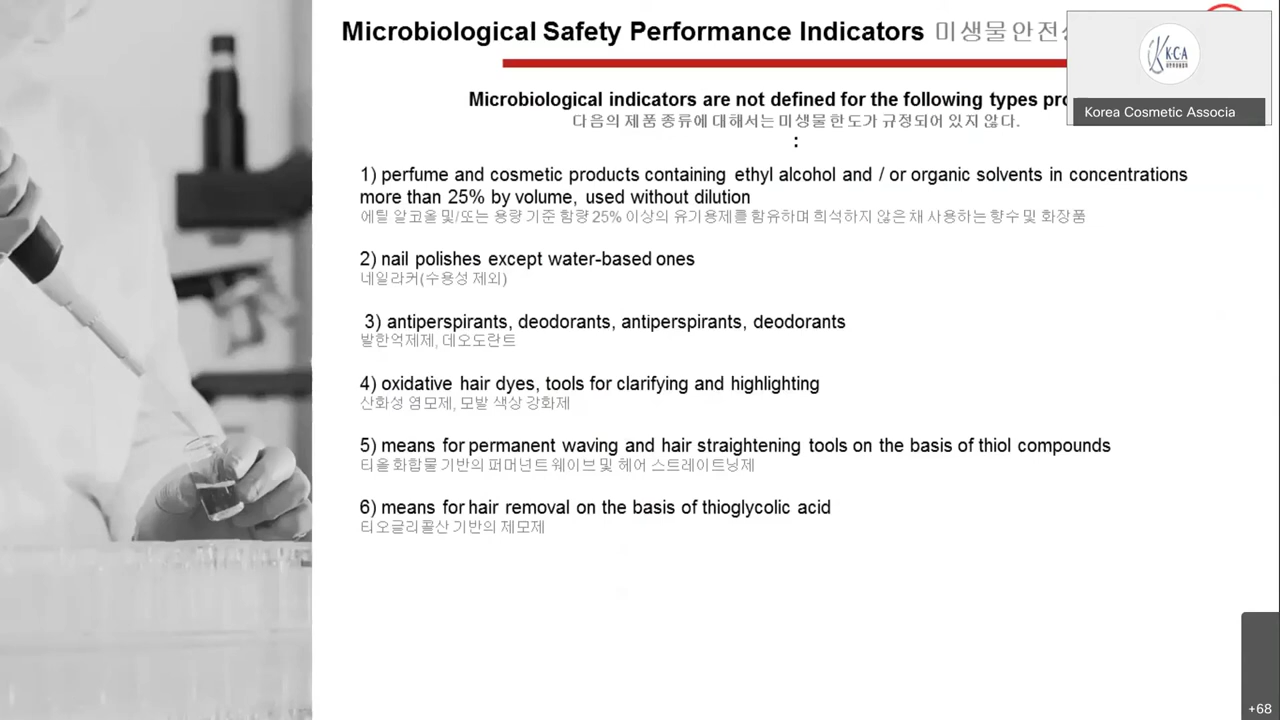 Microbiological Safety Performance Indicators 미생물안전
KCA
Korea Cosmetic Associa
Microbiological indicators are not defined for the following types
다음의 제품 종류에 대해서는 미생물 한도가 규정되어 있지 않다.
:
1) perfume and cosmetic products containing ethyl alcohol and / or organic solvents in concentrations
more than 25% by volume, used without dilution
에틸 알코올 및/또는 용량 기준 함량 25% 이상의 유기용제를 함유하며 희석하지 않은 채 사용하는 향수 및 화장품
2) nail polishes except water-based ones
네일라커(수용성 제외)
3) antiperspirants, deodorants, antiperspirants, deodorants
발한억제제, 데오도란트
4) oxidative hair dyes, tools for clarifying and highlighting
산화성 염모제, 모발 색상 강화제
5) means for permanent waving and hair straightening tools on the basis of thiol compounds
티올 화합물 기반의 퍼머넌트 웨이브 및 헤어 스트레이트닝제
6) means for hair removal on the basis of thioglycolic acid
티오글리콜산 기반의 제모제
+68